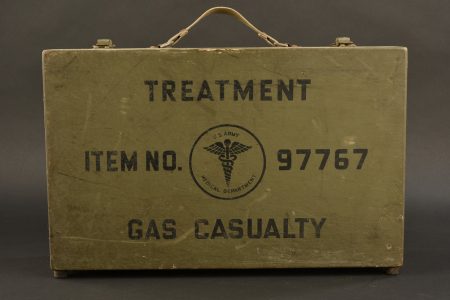 TREATMENT
ITEM NO. 97767
U.S. ARMY
MEDICAL DEPARTMENT
GAS CASUALTY